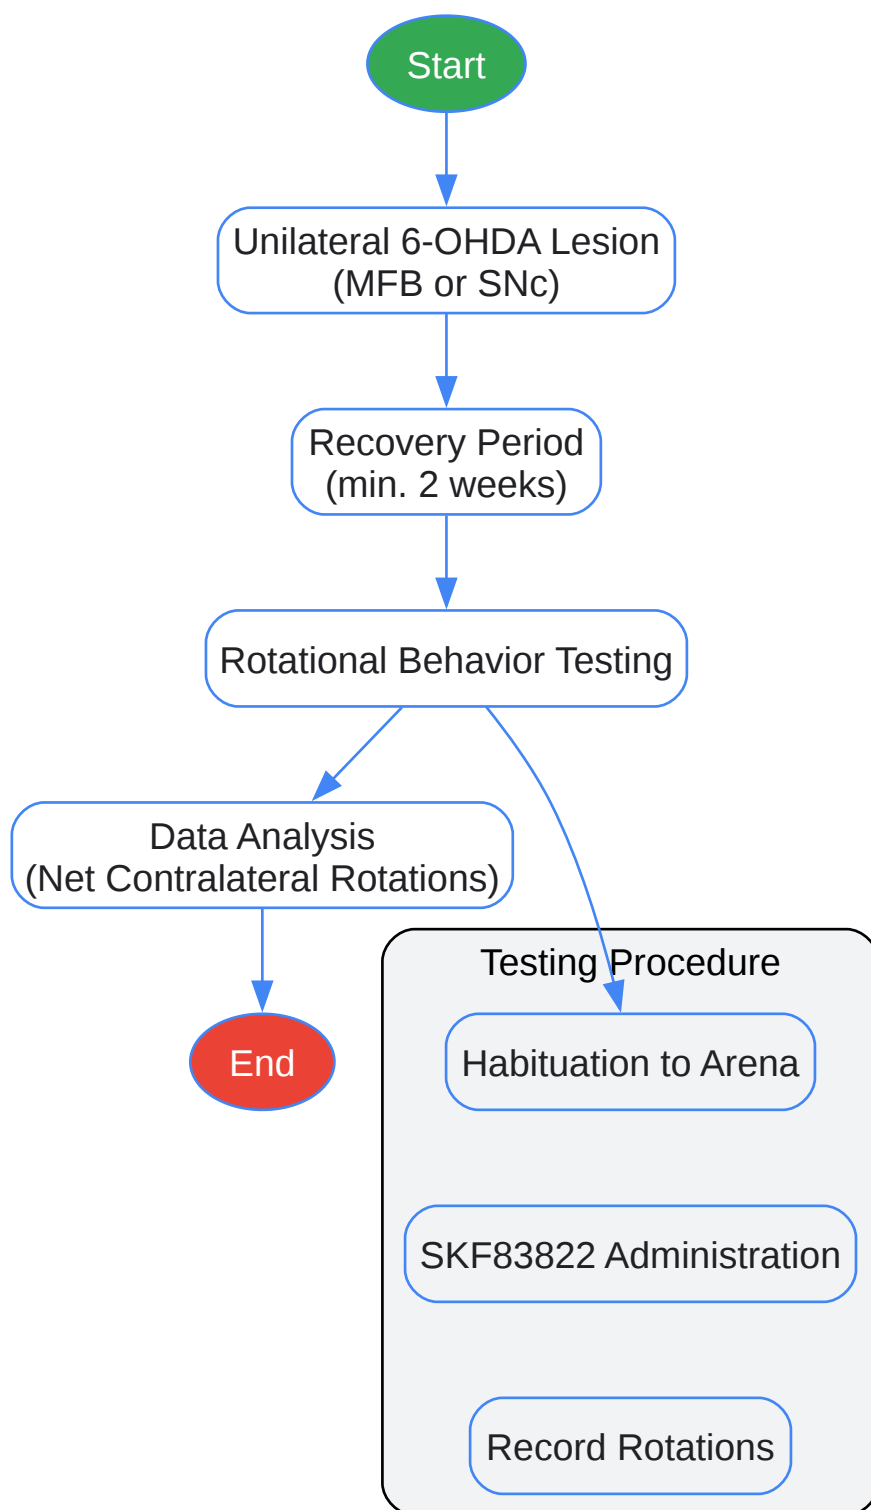 Start
Unilateral 6-OHDA Lesion
(MFB or SNc)
Recovery Period
(min. 2 weeks)
Rotational Behavior Testing
Data Analysis
(Net Contralateral Rotations)
Testing Procedure
End
Habituation to Arena
SKF83822 Administration
Record Rotations